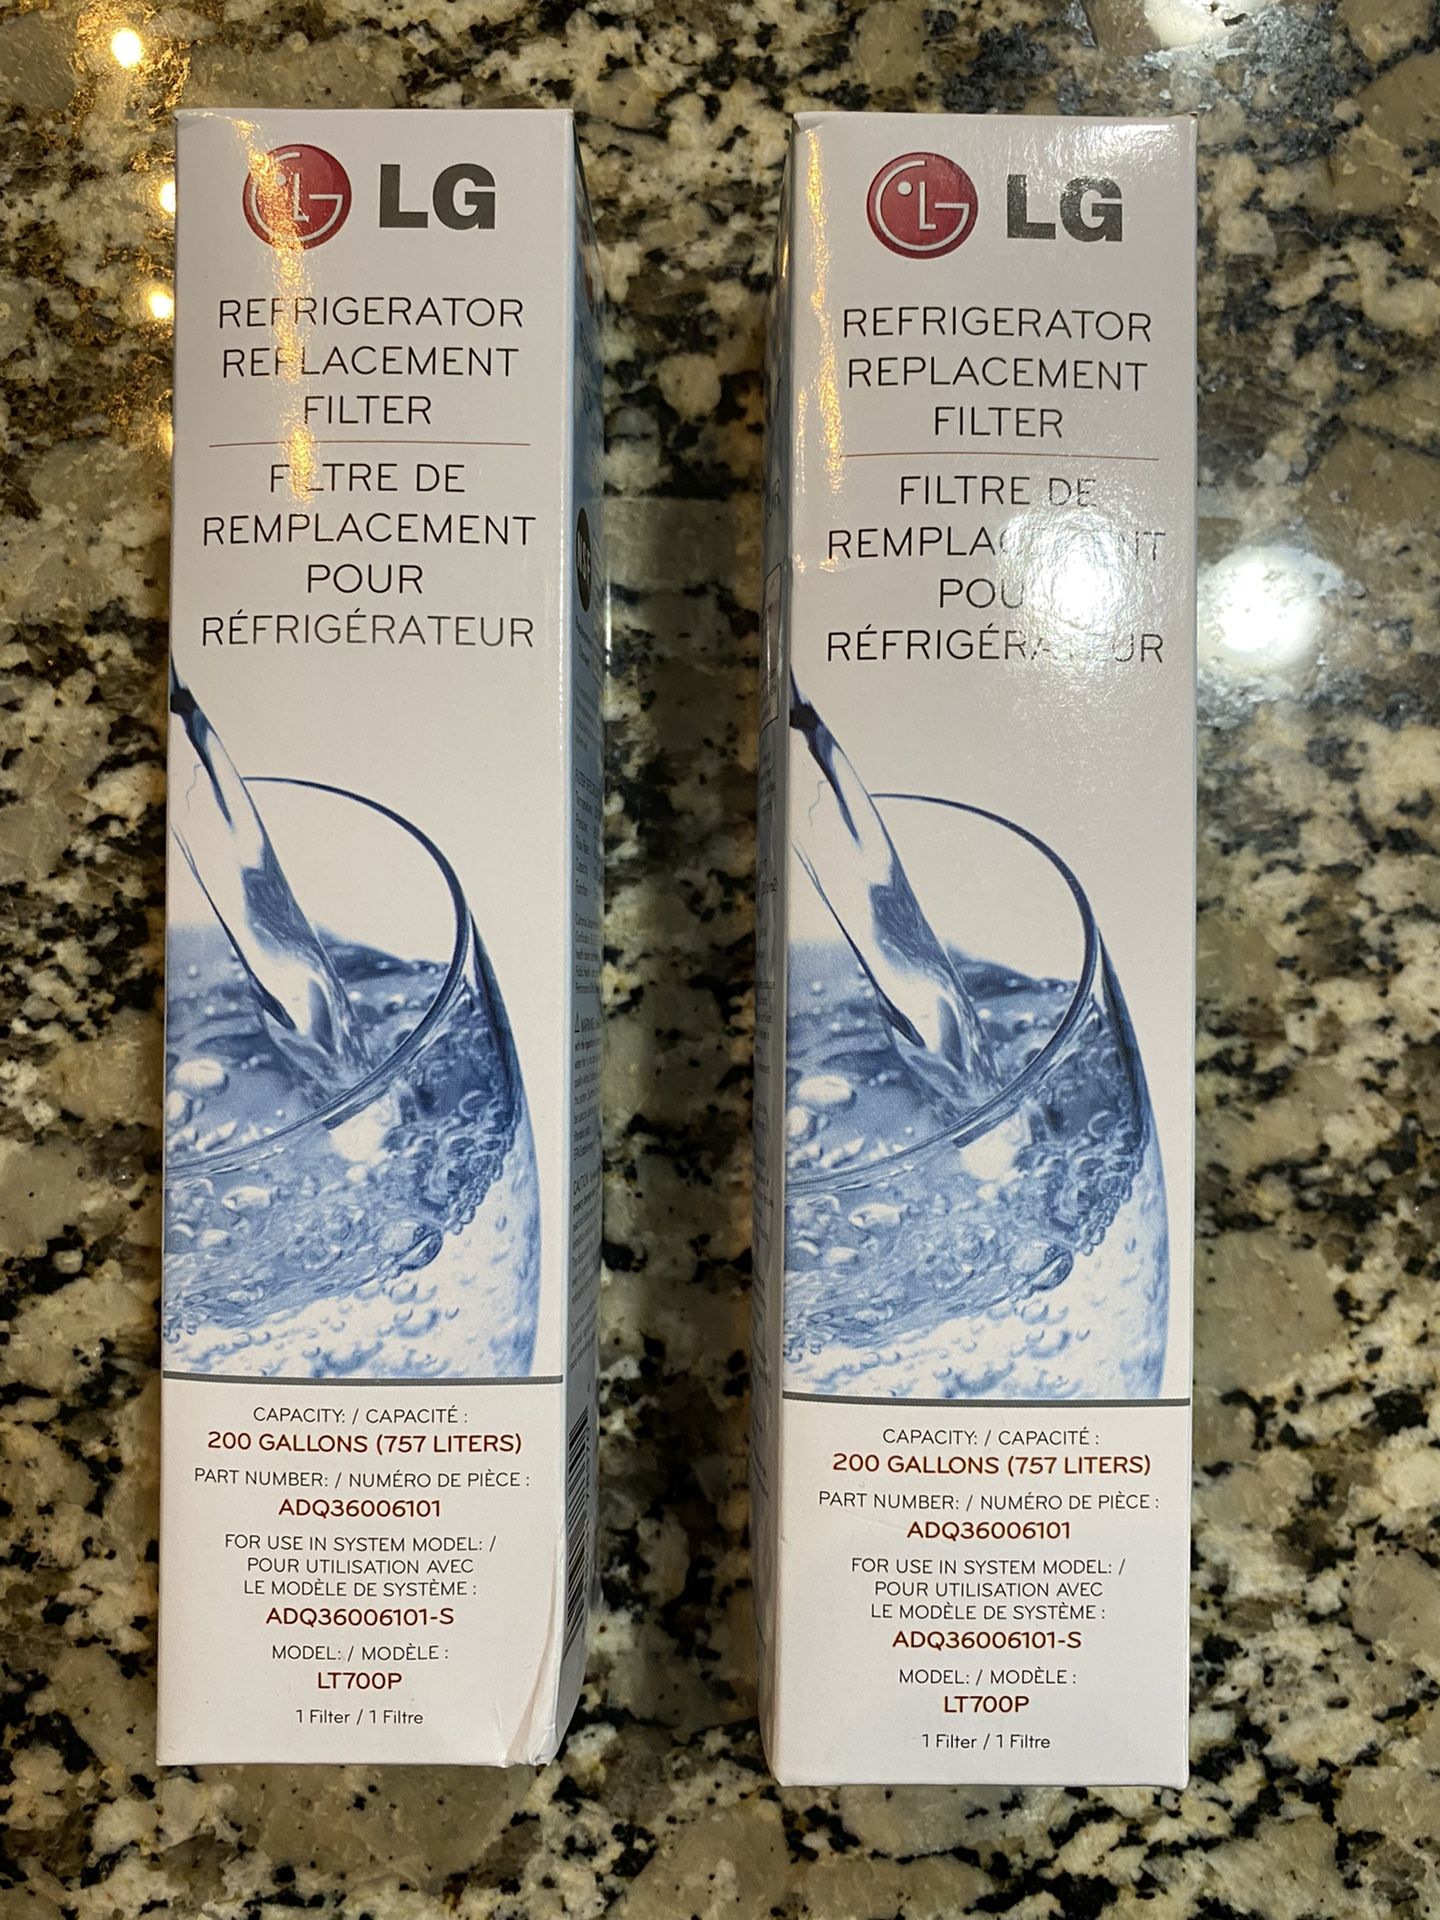 LG
REFRIGERATOR
REPLACEMENT
FILTER
FILTRE DE
REMPLACEMENT
POUR
RÉFRIGÉRATEUR
CAPACITY: / CAPACITÉ :
200 GALLONS (757 LITERS)
PART NUMBER: / NUMÉRO DE PIÈCE :
ADQ36006101
FOR USE IN SYSTEM MODEL: /
POUR UTILISATION AVEC
LE MODÈLE DE SYSTÈME :
ADQ36006101-S
MODEL: / MODÈLE :
LT700P
1 Filter / 1 Filtre
LG
REFRIGERATOR
REPLACEMENT
FILTER
FILTRE DE
REMPLACEMENT
POUR
RÉFRIGÉRATEUR
CAPACITY: / CAPACITÉ :
200 GALLONS (757 LITERS)
PART NUMBER: / NUMÉRO DE PIÈCE :
ADQ36006101
FOR USE IN SYSTEM MODEL: /
POUR UTILISATION AVEC
LE MODÈLE DE SYSTÈME :
ADQ36006101-S
MODEL: / MODÈLE :
LT700P
1 Filter / 1 Filtre